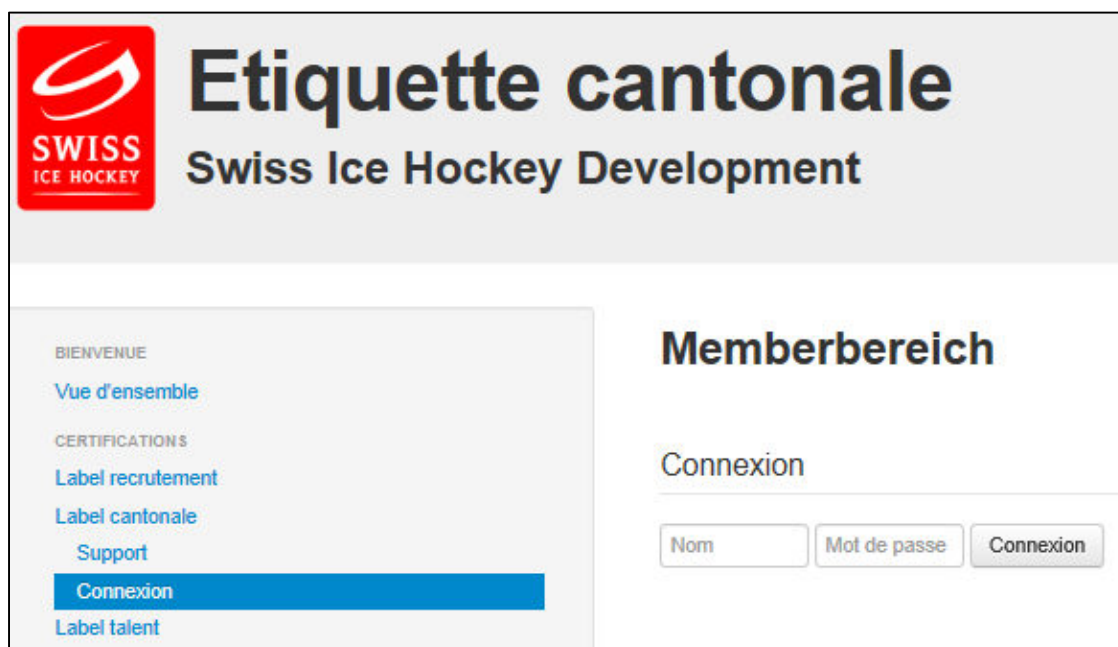 SWISS
ICE HOCKEY
Etiquette cantonale
Swiss Ice Hockey Development
BIENVENUE
Vue d'ensemble
CERTIFICATIONS
Label recrutement
Label cantonale
Support
Connexion
Label talent
Memberbereich
Connexion
Nom Mot de passe Connexion